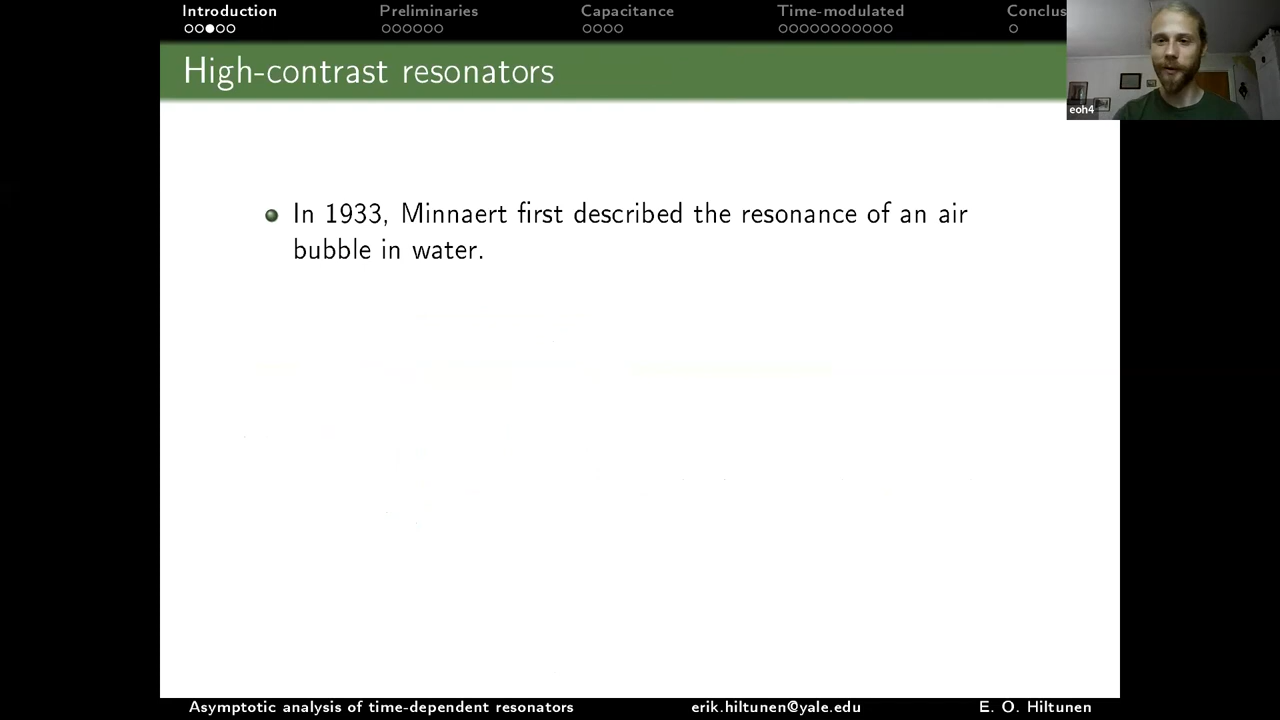 Introduction
Preliminaries
Capacitance
Time-modulated
Conclus
High-contrast resonators
eoh4
In 1933, Minnaert first described the resonance of an air
bubble in water.
Asymptotic analysis of time-dependent resonators
erik.hiltunen@yale.edu
E. O. Hiltunen